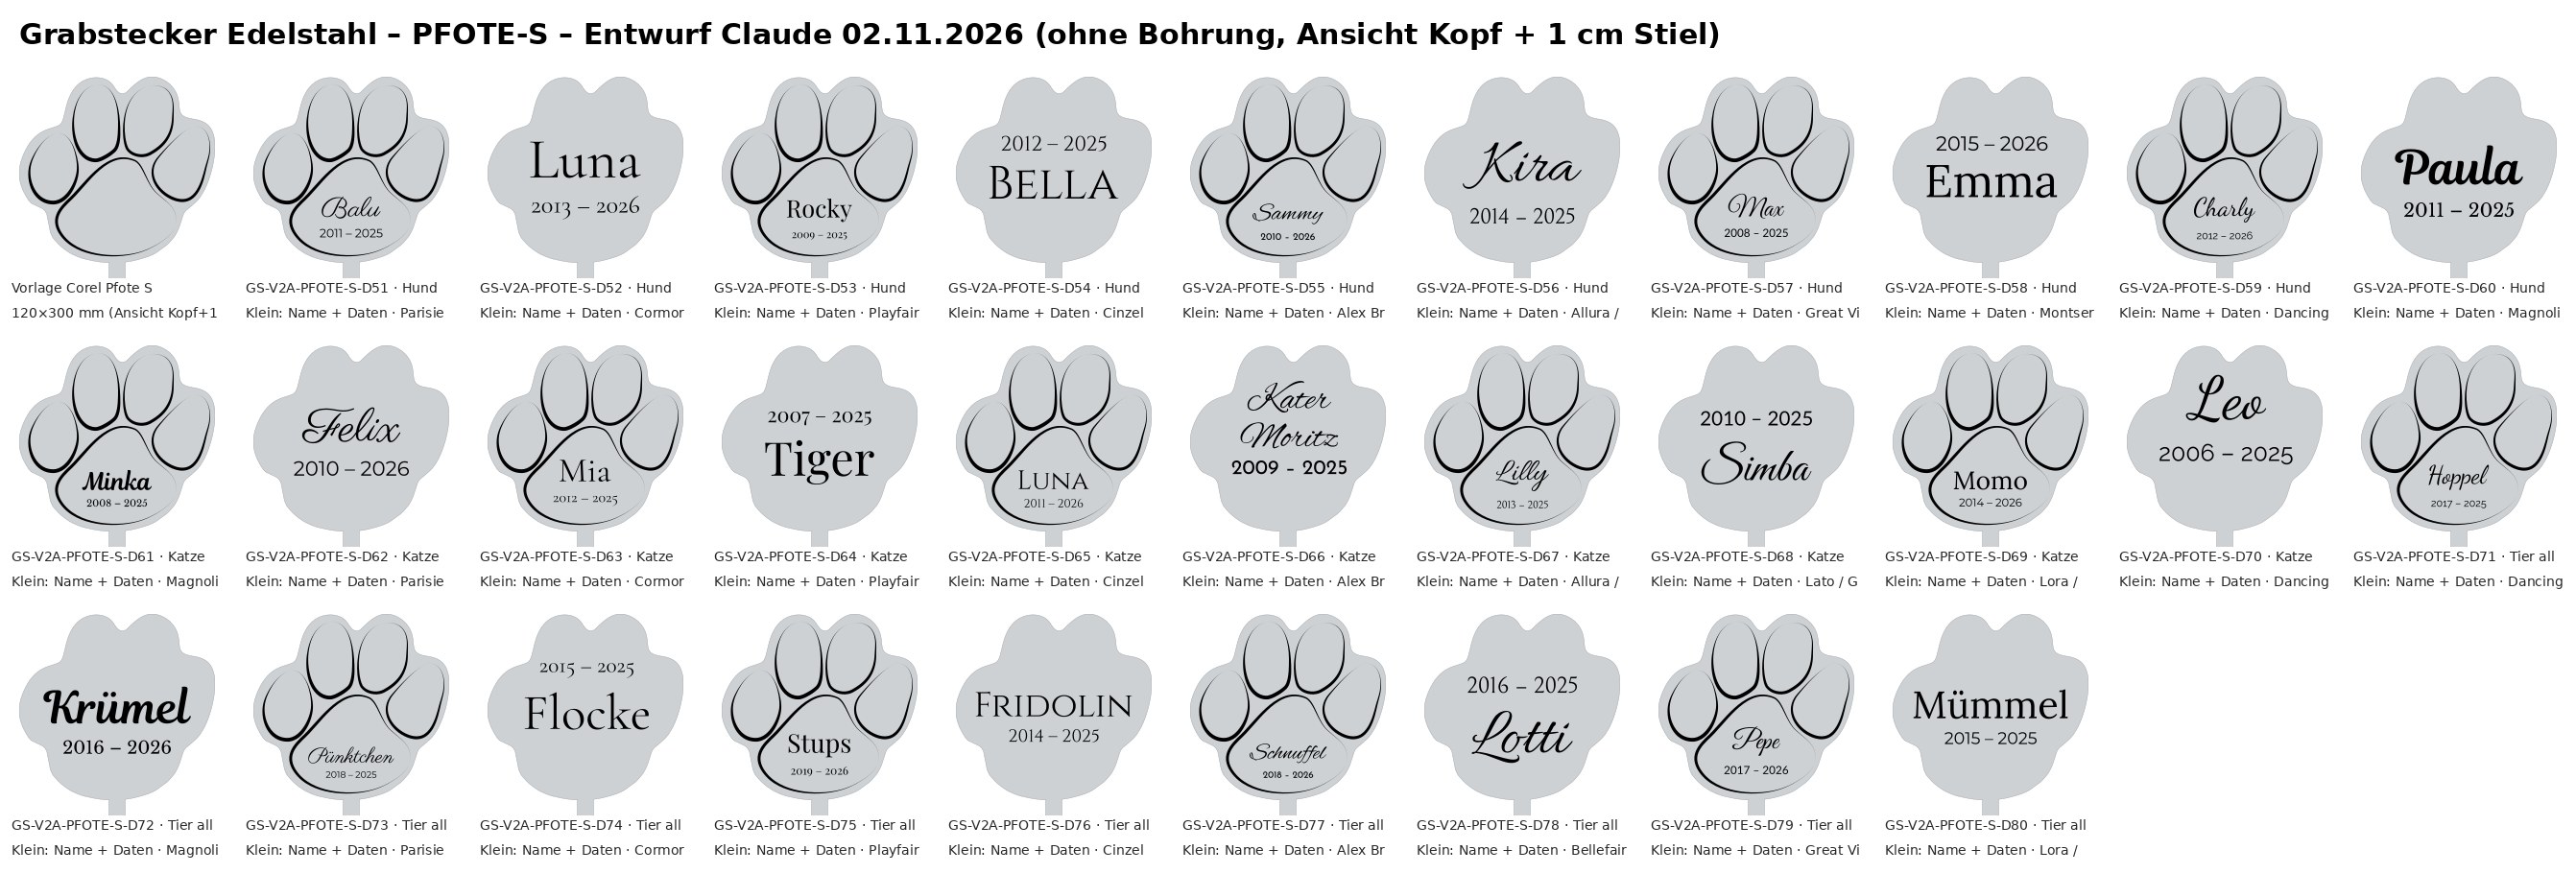 Grabstecker Edelstahl – PFOTE-S – Entwurf Claude 02.11.2026 (ohne Bohrung, Ansicht Kopf + 1 cm Stiel)
Vorlage Corel Pfote S
120×300 mm (Ansicht Kopf+1
Balu
2011 – 2025
GS-V2A-PFOTE-S-D51 · Hund
Klein: Name + Daten · Parisie
Luna
2013 – 2026
GS-V2A-PFOTE-S-D52 · Hund
Klein: Name + Daten · Cormor
Rocky
2009 – 2025
GS-V2A-PFOTE-S-D53 · Hund
Klein: Name + Daten · Playfair
2012 – 2025
BELLA
GS-V2A-PFOTE-S-D54 · Hund
Klein: Name + Daten · Cinzel
Sammy
2010 – 2026
GS-V2A-PFOTE-S-D55 · Hund
Klein: Name + Daten · Alex Br
Kira
2014 – 2025
GS-V2A-PFOTE-S-D56 · Hund
Klein: Name + Daten · Allura /
Max
2008 – 2025
GS-V2A-PFOTE-S-D57 · Hund
Klein: Name + Daten · Great Vi
2015 – 2026
Emma
GS-V2A-PFOTE-S-D58 · Hund
Klein: Name + Daten · Montser
Charly
2012 – 2026
GS-V2A-PFOTE-S-D59 · Hund
Klein: Name + Daten · Dancing
Paula
2011 – 2025
GS-V2A-PFOTE-S-D60 · Hund
Klein: Name + Daten · Magnoli
Minka
2008 – 2025
GS-V2A-PFOTE-S-D61 · Katze
Klein: Name + Daten · Magnoli
Felix
2010 – 2026
GS-V2A-PFOTE-S-D62 · Katze
Klein: Name + Daten · Parisie
Mia
2012 – 2025
GS-V2A-PFOTE-S-D63 · Katze
Klein: Name + Daten · Cormor
2007 – 2025
Tiger
GS-V2A-PFOTE-S-D64 · Katze
Klein: Name + Daten · Playfair
LUNA
2011 – 2026
GS-V2A-PFOTE-S-D65 · Katze
Klein: Name + Daten · Cinzel
Kater
Moritz
2009 – 2025
GS-V2A-PFOTE-S-D66 · Katze
Klein: Name + Daten · Alex Br
Lilly
2013 – 2025
GS-V2A-PFOTE-S-D67 · Katze
Klein: Name + Daten · Allura /
2010 – 2025
Simba
GS-V2A-PFOTE-S-D68 · Katze
Klein: Name + Daten · Lato / G
Momo
2014 – 2026
GS-V2A-PFOTE-S-D69 · Katze
Klein: Name + Daten · Lora /
Leo
2006 – 2025
GS-V2A-PFOTE-S-D70 · Katze
Klein: Name + Daten · Dancing
Hoppel
2017 – 2025
GS-V2A-PFOTE-S-D71 · Tier all
Klein: Name + Daten · Dancing
Krümel
2016 – 2026
GS-V2A-PFOTE-S-D72 · Tier all
Klein: Name + Daten · Magnoli
Pünktchen
2018 – 2025
GS-V2A-PFOTE-S-D73 · Tier all
Klein: Name + Daten · Parisie
2015 – 2025
Flocke
GS-V2A-PFOTE-S-D74 · Tier all
Klein: Name + Daten · Cormor
Stups
2019 – 2026
GS-V2A-PFOTE-S-D75 · Tier all
Klein: Name + Daten · Playfair
FRIDOLIN
2014 – 2025
GS-V2A-PFOTE-S-D76 · Tier all
Klein: Name + Daten · Cinzel
Schnuffel
2018 – 2026
GS-V2A-PFOTE-S-D77 · Tier all
Klein: Name + Daten · Alex Br
2016 – 2025
Lotti
GS-V2A-PFOTE-S-D78 · Tier all
Klein: Name + Daten · Bellefair
Pepe
2017 – 2026
GS-V2A-PFOTE-S-D79 · Tier all
Klein: Name + Daten · Great Vi
Mümmel
2015 – 2025
GS-V2A-PFOTE-S-D80 · Tier all
Klein: Name + Daten · Lora /